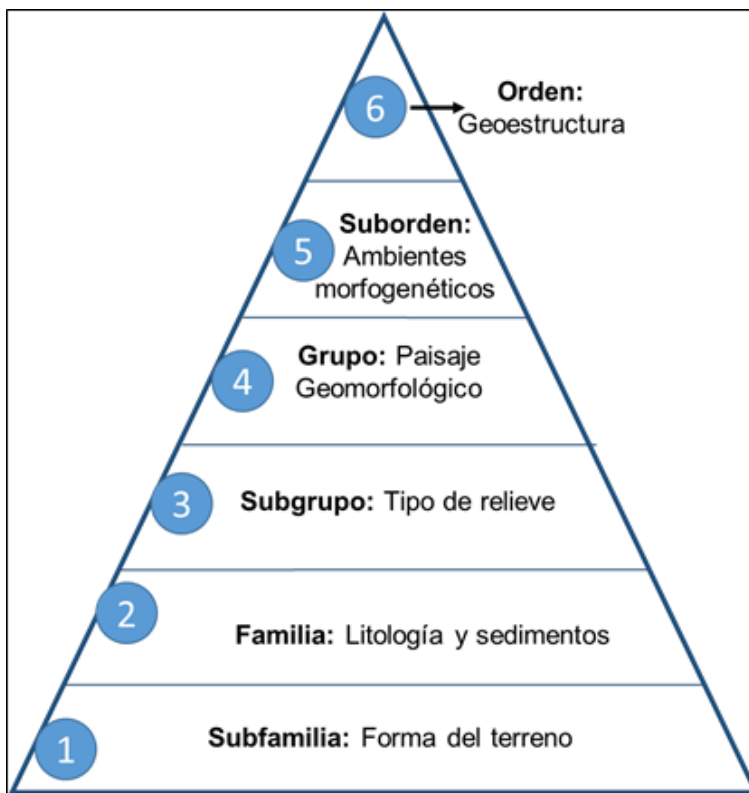 6
Orden:
Geoestructura
5
Suborden:
Ambientes
morfogenéticos
4
Grupo: Paisaje
Geomorfológico
3
Subgrupo: Tipo de relieve
2
Familia: Litología y sedimentos
1
Subfamilia: Forma del terreno